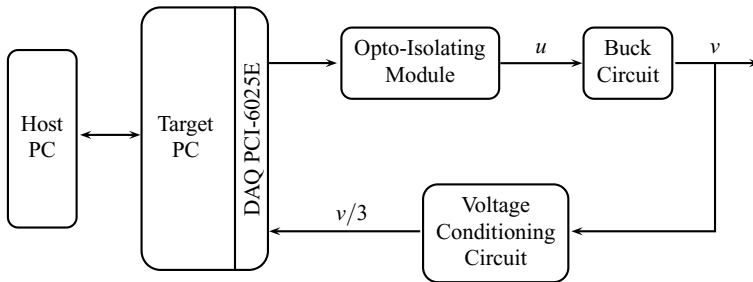 Host
PC
Target
PC
DAQ PCI-6025E
Opto-Isolating
Module
u
Buck
Circuit
v
v/3
Voltage
Conditioning
Circuit